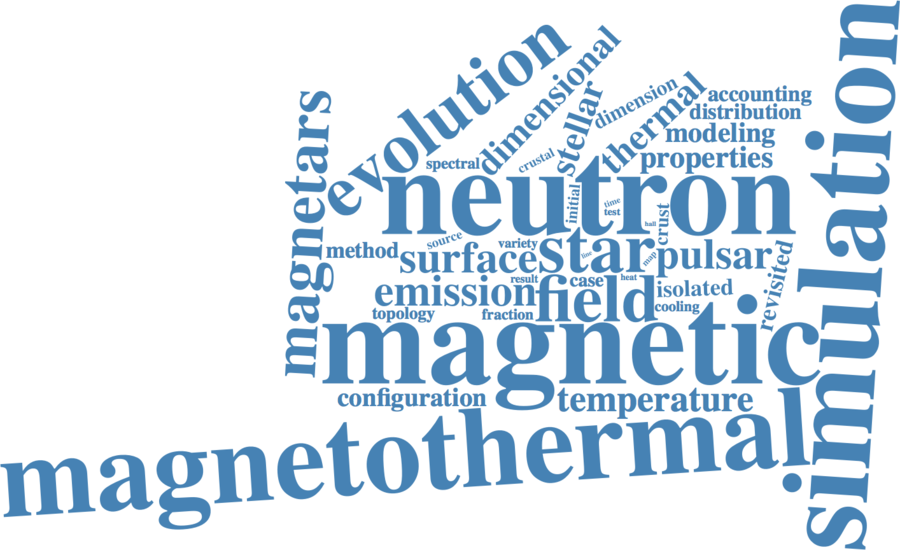 evolution
dimensional
simulation
magnetars
stellar
dimension
thermal
accounting
distribution
modeling
spectral
crustal
properties
neutron
initial
time
test
hall
crust
method
source
variety
surface
star
line
map
pulsar
revisited
result
case
heat
emission
field
isolated
topology
fraction
cooling
magnetic
configuration
temperature
magnetothermal